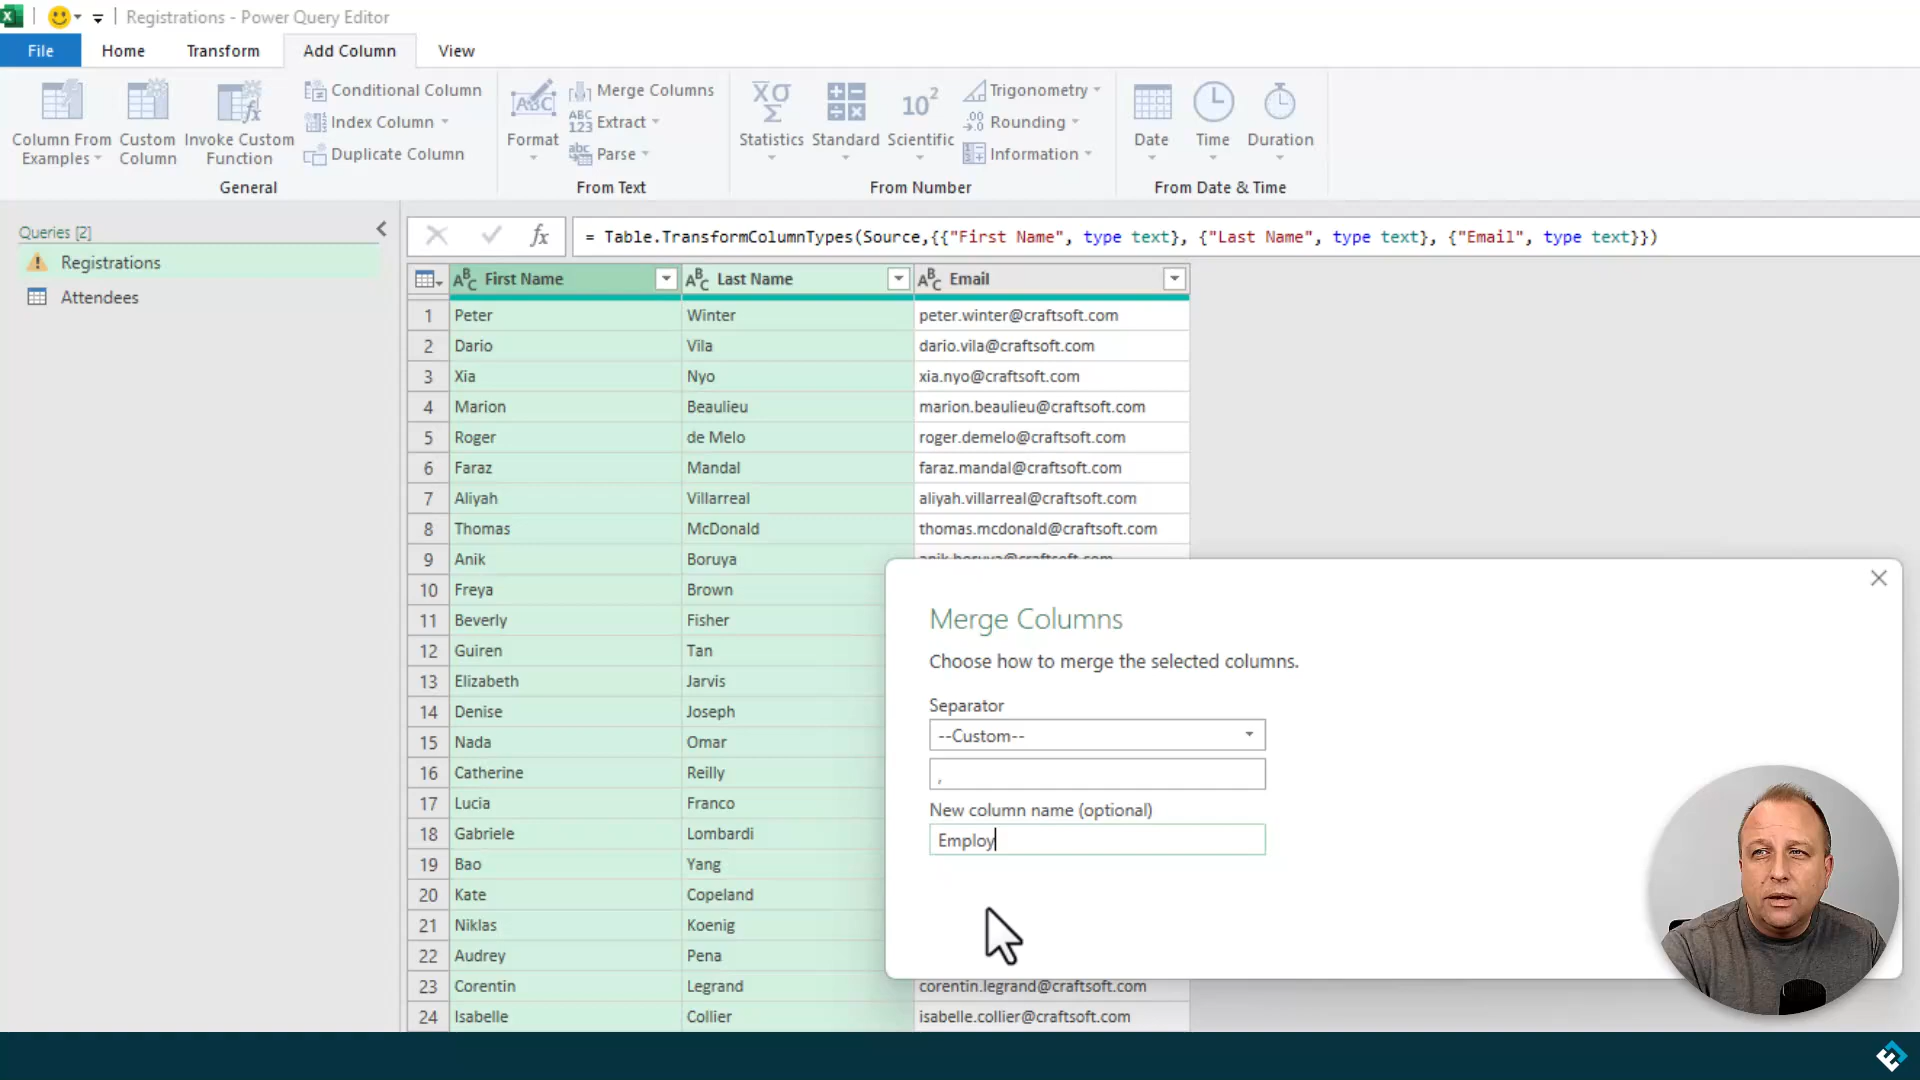 Registrations - Power Query Editor
File Home Transform Add Column View
Column From Examples
Custom Column
Invoke Custom Function
Conditional Column
Index Column
Duplicate Column
General
Format
Merge Columns
Extract
Parse
From Text
Statistics
Standard
Scientific
Trigonometry
Rounding
Information
From Number
Date
Time
Duration
From Date & Time
Queries [2]
Registrations
Attendees
= Table.TransformColumnTypes(Source,{{"First Name", type text}, {"Last Name", type text}, {"Email", type text}})
First Name Last Name Email
1 Peter Winter peter.winter@craftsoft.com
2 Dario Vila dario.vila@craftsoft.com
3 Xia Nyo xia.nyo@craftsoft.com
4 Marion Beaulieu marion.beaulieu@craftsoft.com
5 Roger de Melo roger.demelo@craftsoft.com
6 Faraz Mandal faraz.mandal@craftsoft.com
7 Aliyah Villarreal aliyah.villarreal@craftsoft.com
8 Thomas McDonald thomas.mcdonald@craftsoft.com
9 Anik Boruya anik.boruya@craftsoft.com
10 Freya Brown
11 Beverly Fisher
12 Guiren Tan
13 Elizabeth Jarvis
14 Denise Joseph
15 Nada Omar
16 Catherine Reilly
17 Lucia Franco
18 Gabriele Lombardi
19 Bao Yang
20 Kate Copeland
21 Niklas Koenig
22 Audrey Pena
23 Corentin Legrand corentin.legrand@craftsoft.com
24 Isabelle Collier isabelle.collier@craftsoft.com
Merge Columns
Choose how to merge the selected columns.
Separator
--Custom--
,
New column name (optional)
Employ